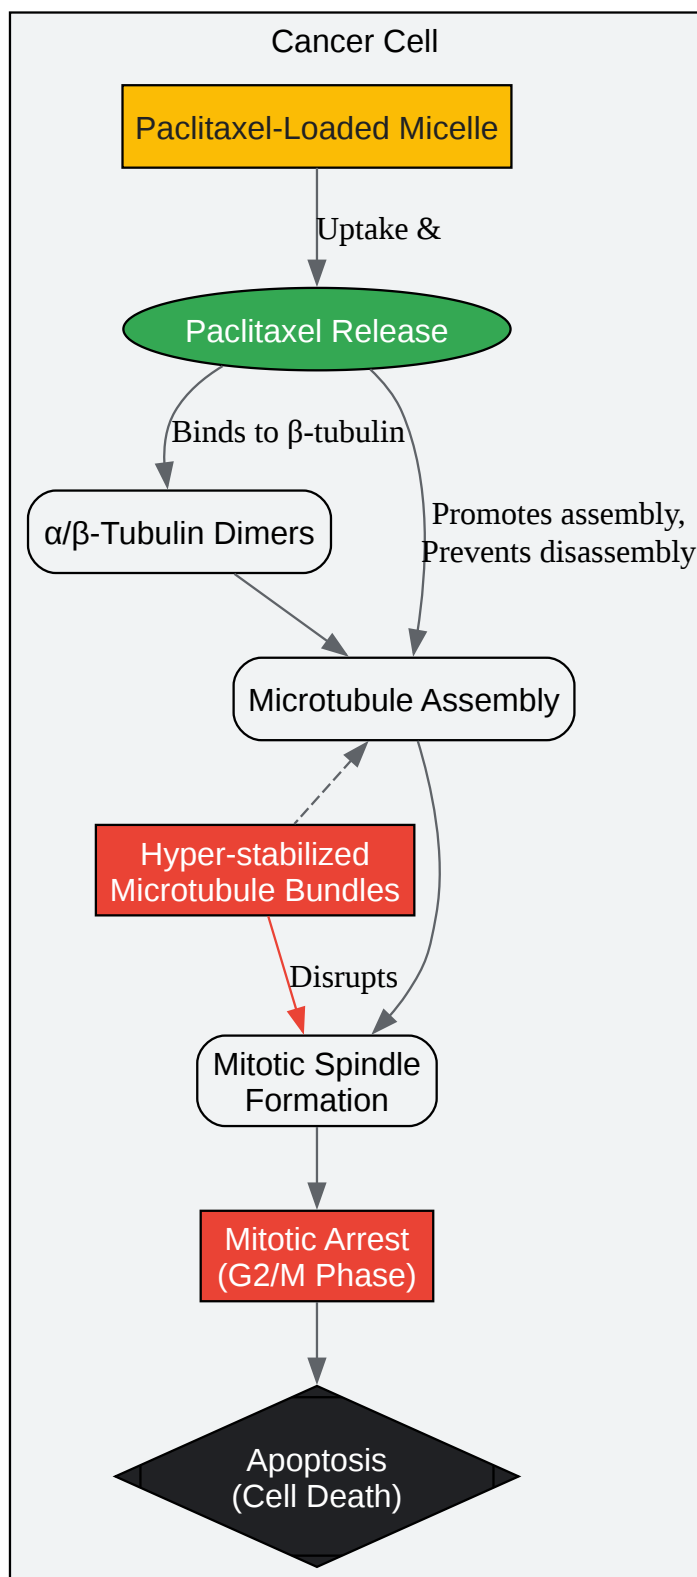 Cancer Cell
Paclitaxel-Loaded Micelle
Uptake &
Paclitaxel Release
Binds to β-tubulin
α/β-Tubulin Dimers
Promotes assembly,
Prevents disassembly
Microtubule Assembly
Hyper-stabilized
Microtubule Bundles
Disrupts
Mitotic Spindle
Formation
Mitotic Arrest
(G2/M Phase)
Apoptosis
(Cell Death)